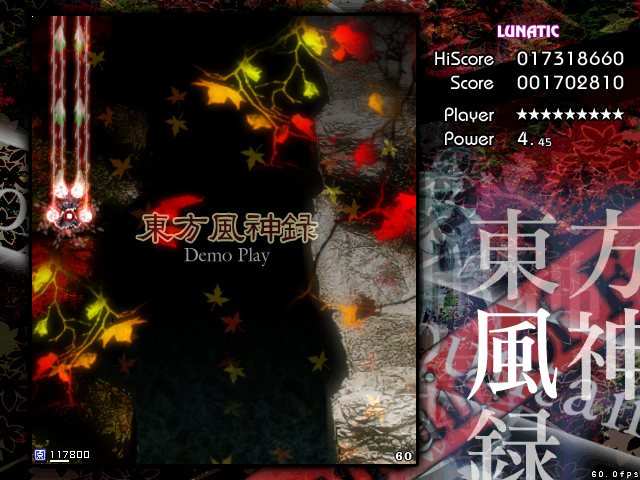 LUNATIC
HiScore 017318660
Score 001702810
Player ★★★★★★★★★
Power 4.45
東方風神録
Demo Play
東方
風神
録
117800
60
60.0fps